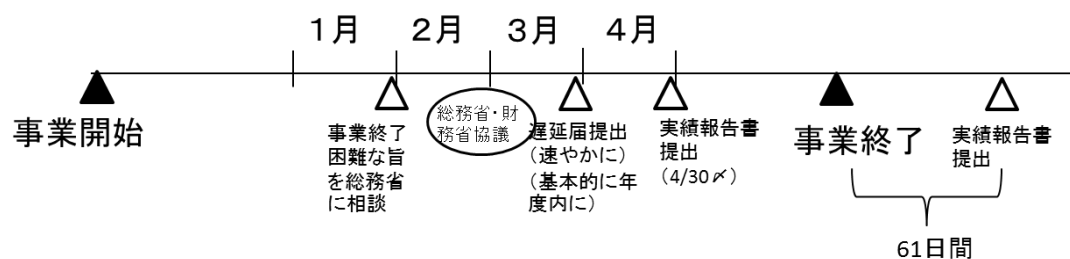 1月 2月 3月 4月
事業開始
事業終了
困難な旨
を総務省
に相談
総務省・財
務省協議
遅延届提出
(速やかに)
(基本的に年
度内に)
実績報告書
提出
(4/30〆)
事業終了
実績報告書
提出
61日間